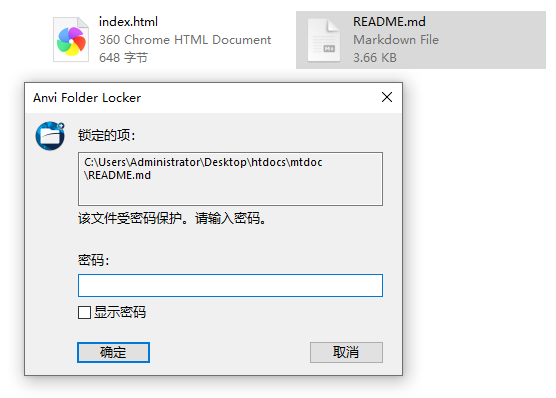 index.html
360 Chrome HTML Document
648 字节
README.md
Markdown File
3.66 KB
Anvi Folder Locker
锁定的项:
C:\Users\Administrator\Desktop\htdocs\mtdoc
\README.md
该文件受密码保护。请输入密码。
密码:
显示密码
确定
取消